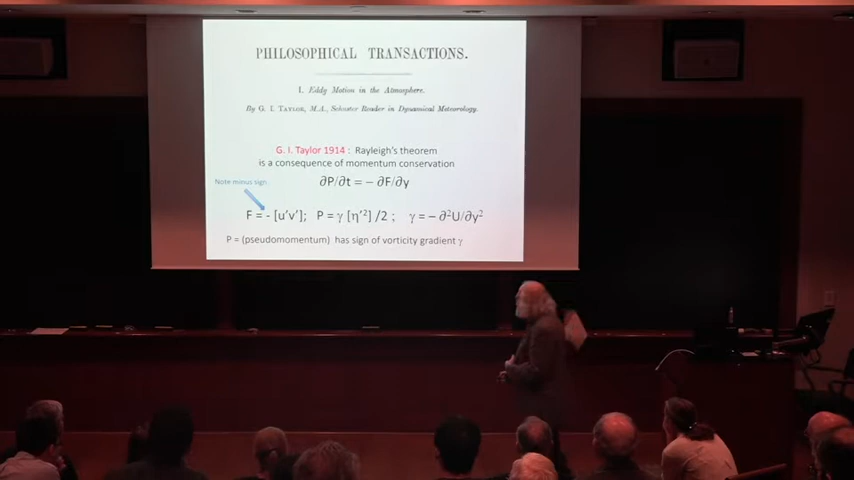 PHILOSOPHICAL TRANSACTIONS.
I. Eddy Motion in the Atmosphere.
By G. I. TAYLOR, M.A., Schuster Reader in Dynamical Meteorology.
G. I. Taylor 1914 : Rayleigh's theorem
is a consequence of momentum conservation
∂P/∂t = – ∂F/∂y
Note minus sign
F = - [u'v']; P = γ [η'²] /2 ; γ = – ∂²U/∂y²
P = (pseudomomentum) has sign of vorticity gradient γ